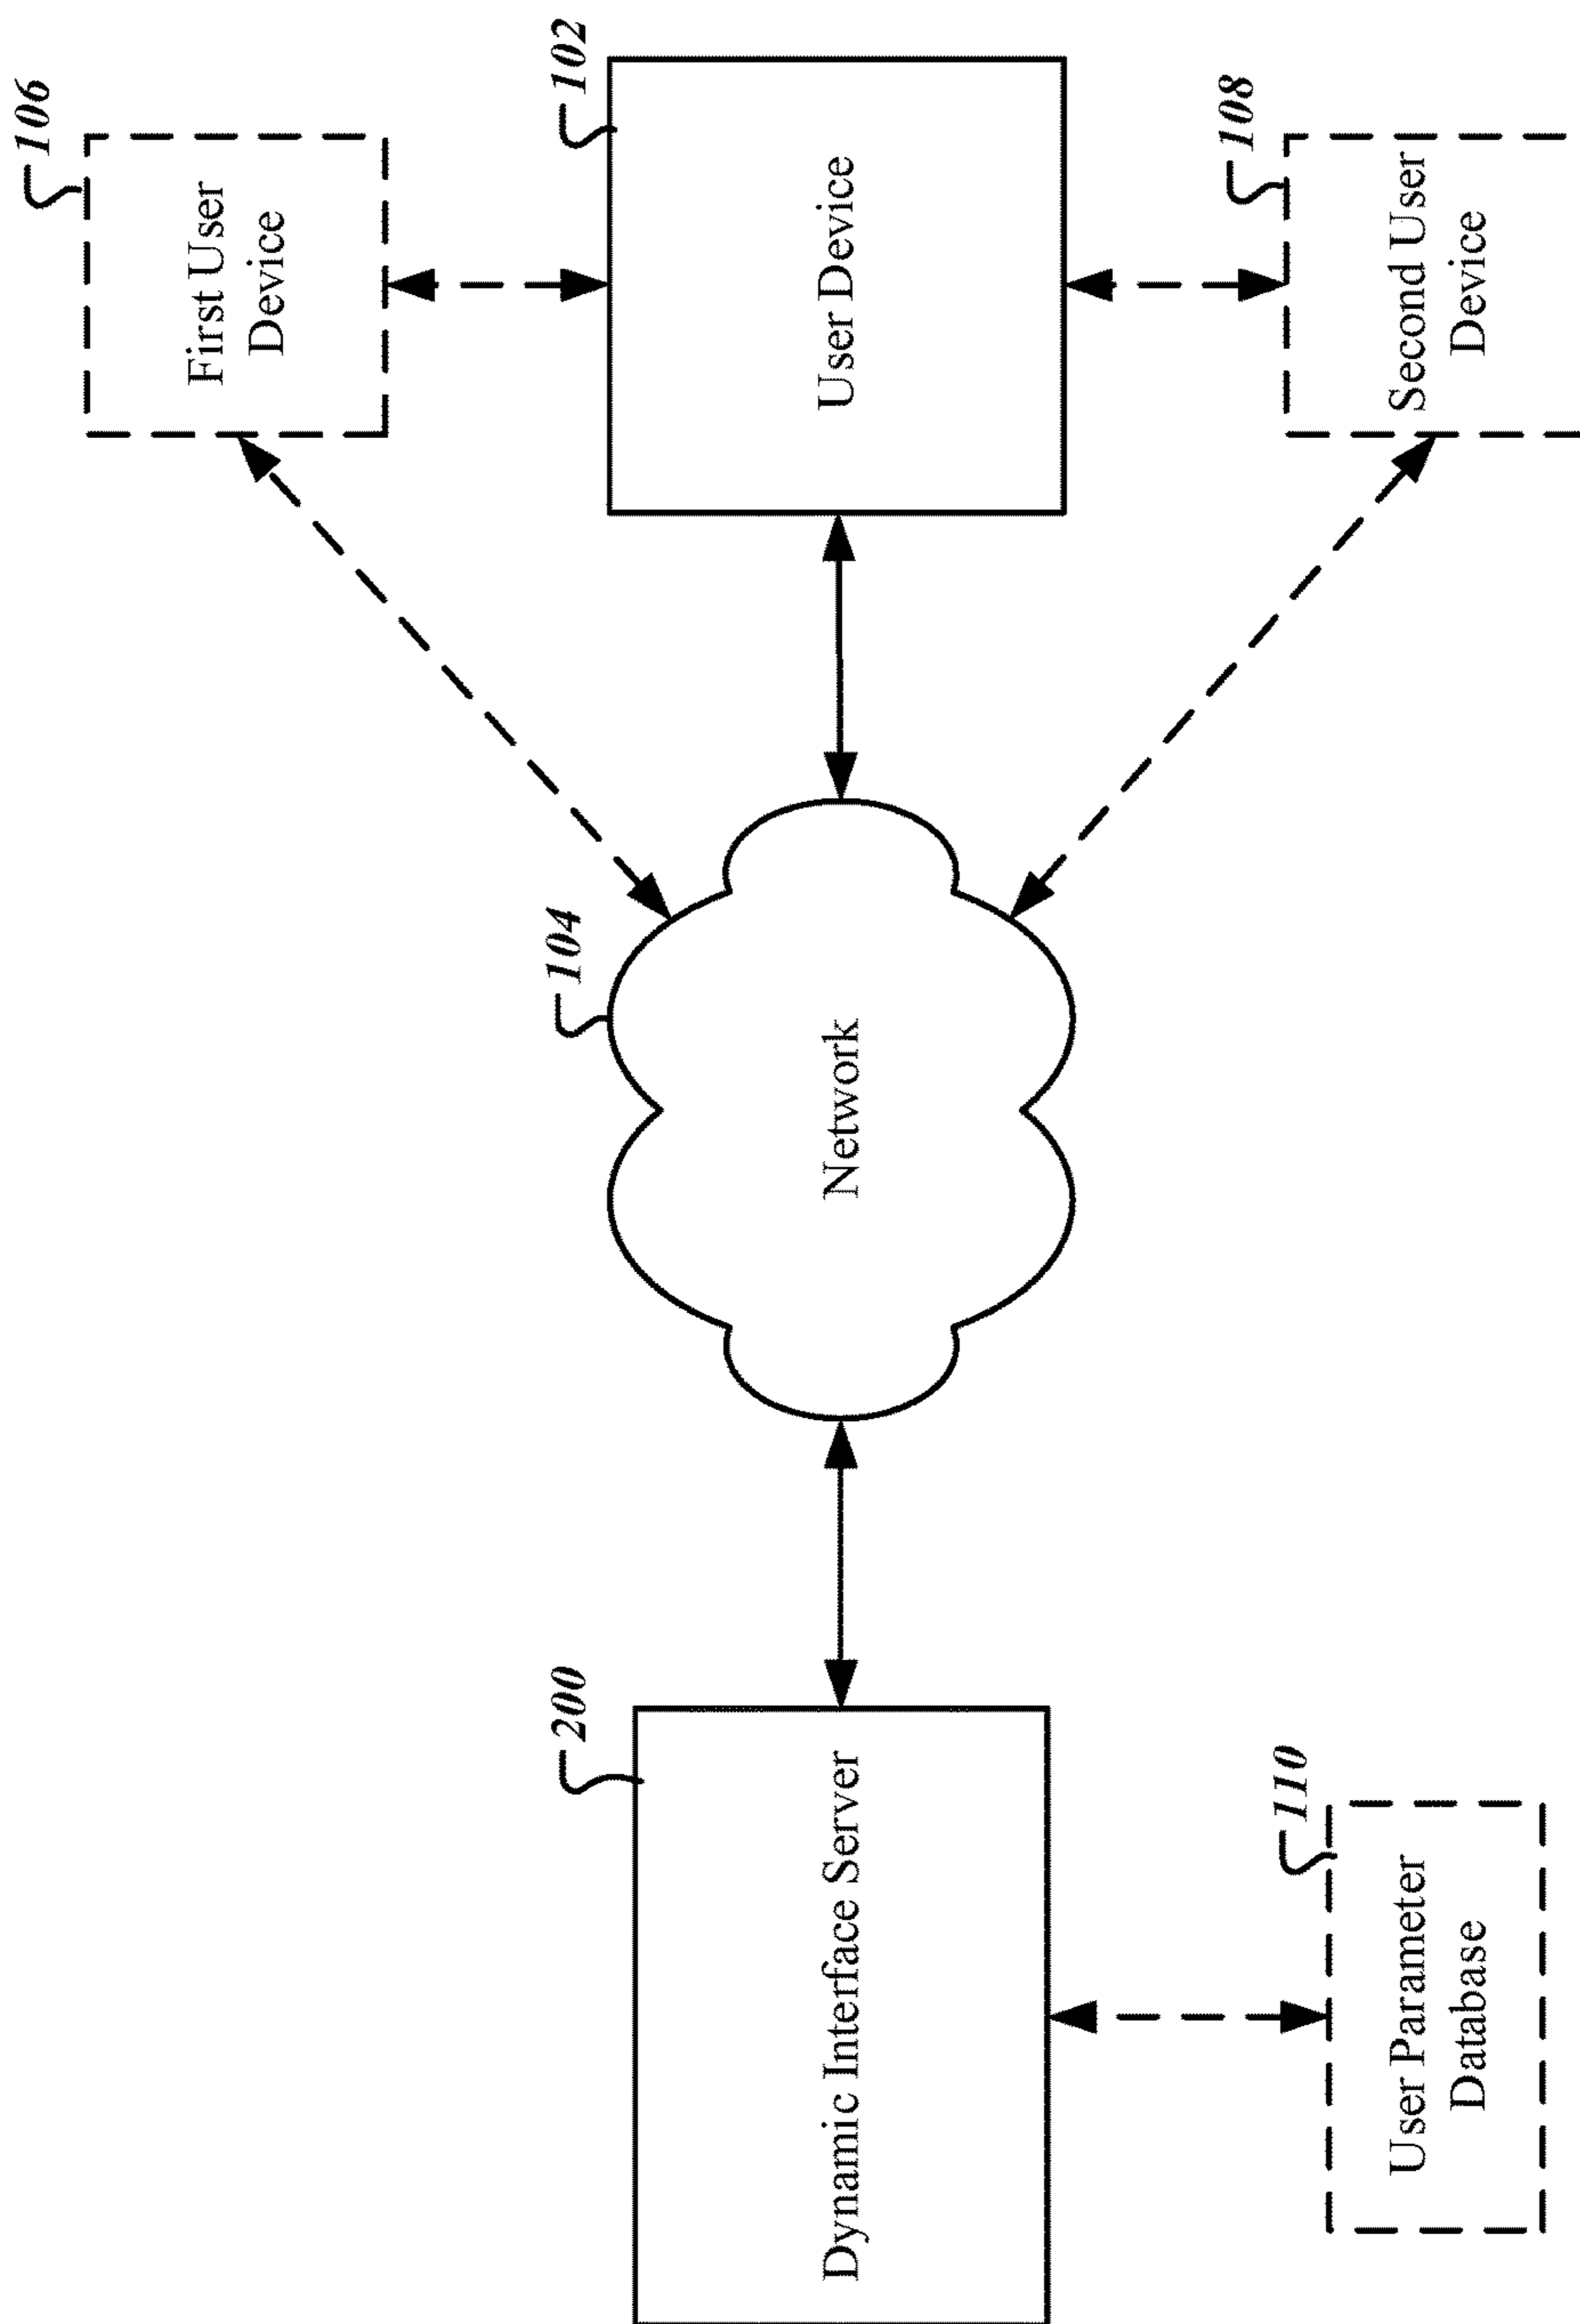 106
First User
Device
200
Dynamic Interface Server
104
Network
102
User Device
110
User Parameter
Database
108
Second User
Device